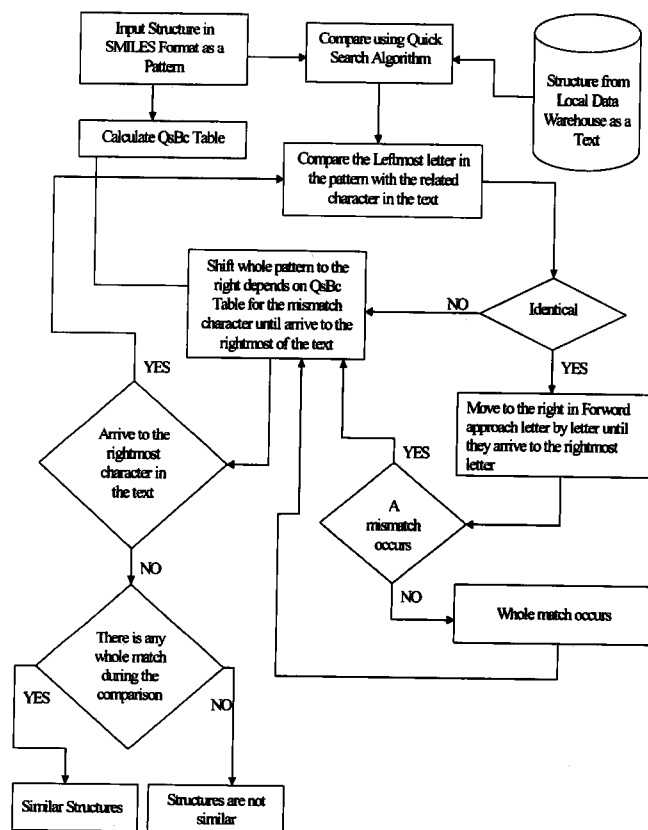 Input Structure in
SMILES Format as a
Pattern
Compare using Quick
Search Algorithm
Structure from
Local Data
Warehouse as a
Text
Calculate QsBc Table
Compare the Leftmost letter in
the pattern with the related
character in the text
Shift whole pattern to the
right depends on QsBc
Table for the mismatch
character until arrive to the
rightmost of the text
NO
Identical
YES
YES
Move to the right in Forword
approach letter by letter until
they arrive to the rightmost
letter
Arrive to the
rightmost
character in
the text
YES
A
mismatch
occurs
NO
NO
Whole match occurs
There is any
whole match
during the
comparison
YES
NO
Similar Structures
Structures are not
similar